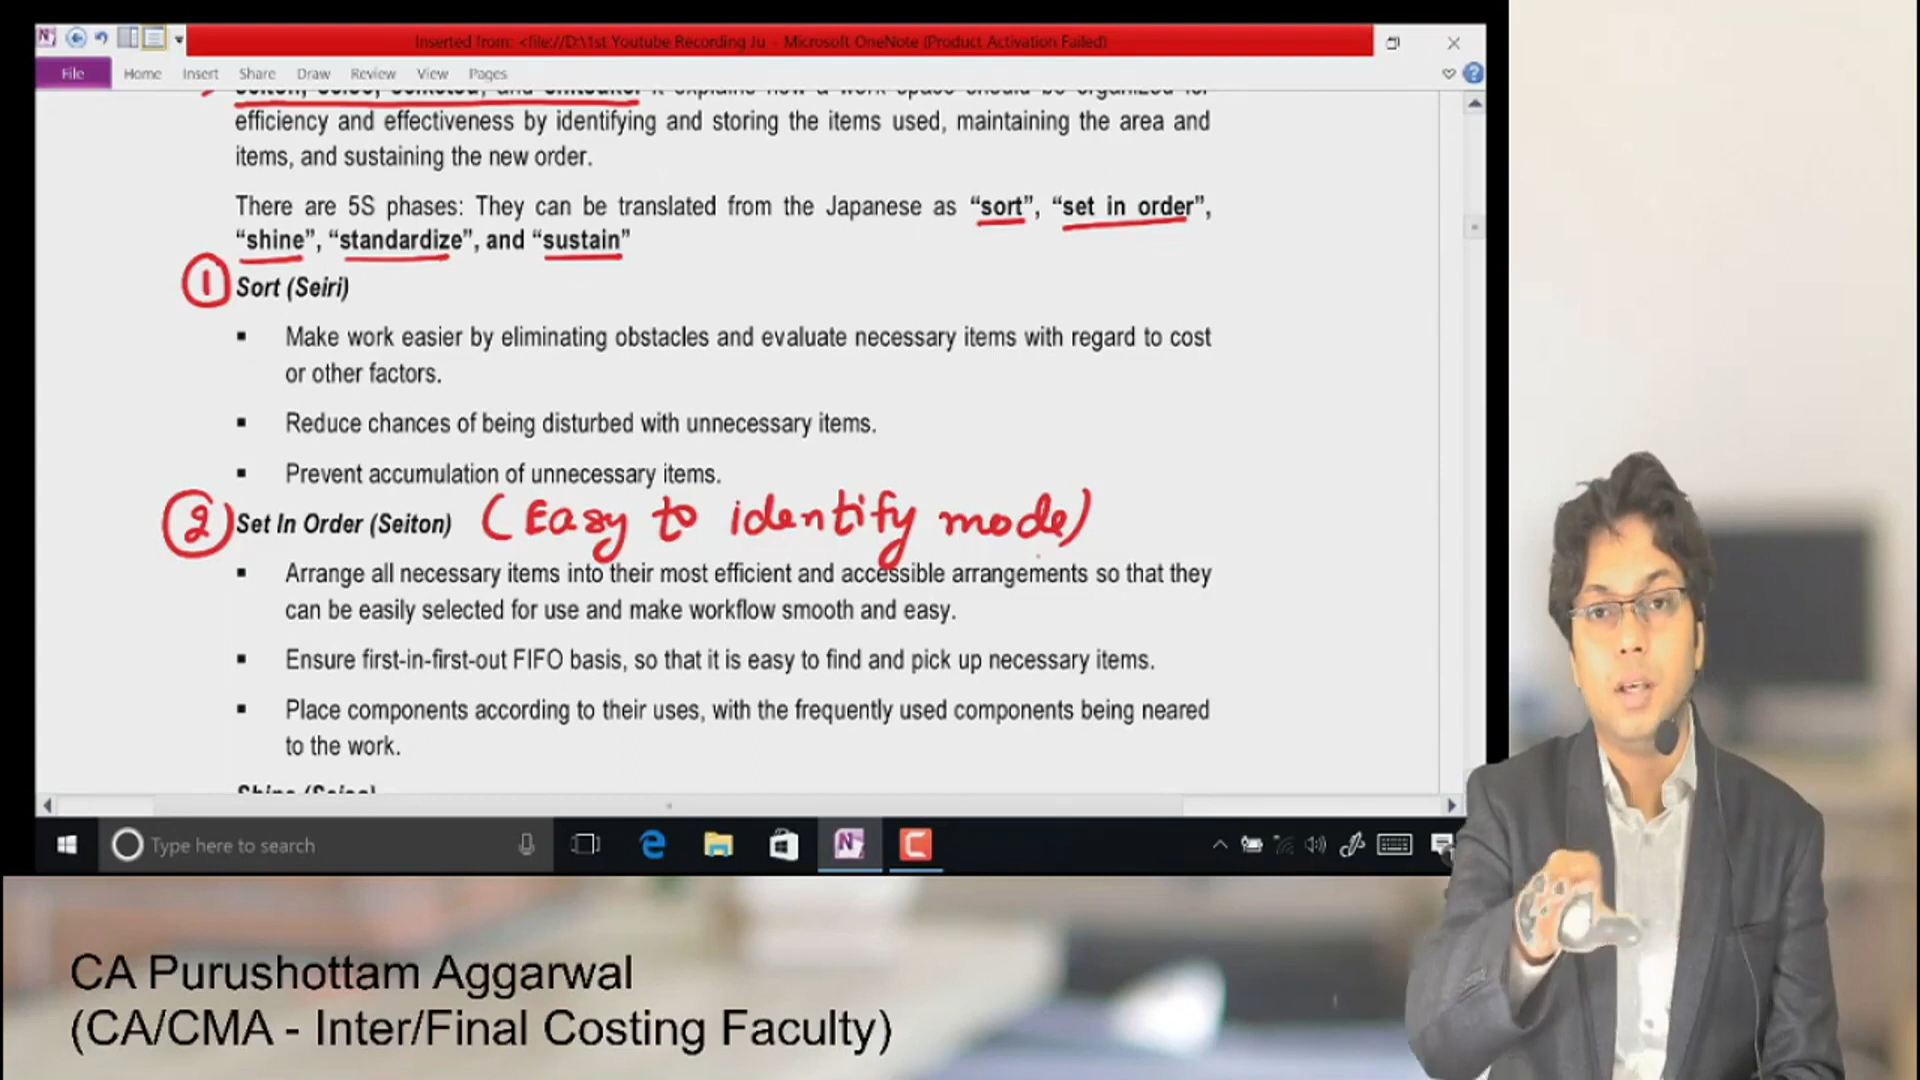 Inserted from: <file://D:\1st Youtube Recording Ju - Microsoft OneNote (Product Activation Failed)
File Home Insert Share Draw Review View Pages
efficiency and effectiveness by identifying and storing the items used, maintaining the area and
items, and sustaining the new order.
There are 5S phases: They can be translated from the Japanese as “sort”, “set in order”,
“shine”, “standardize”, and “sustain”
1 Sort (Seiri)
▪ Make work easier by eliminating obstacles and evaluate necessary items with regard to cost
or other factors.
▪ Reduce chances of being disturbed with unnecessary items.
▪ Prevent accumulation of unnecessary items.
2 Set In Order (Seiton) (Easy to identify mode)
▪ Arrange all necessary items into their most efficient and accessible arrangements so that they
can be easily selected for use and make workflow smooth and easy.
▪ Ensure first-in-first-out FIFO basis, so that it is easy to find and pick up necessary items.
▪ Place components according to their uses, with the frequently used components being neared
to the work.
Type here to search
CA Purushottam Aggarwal
(CA/CMA - Inter/Final Costing Faculty)